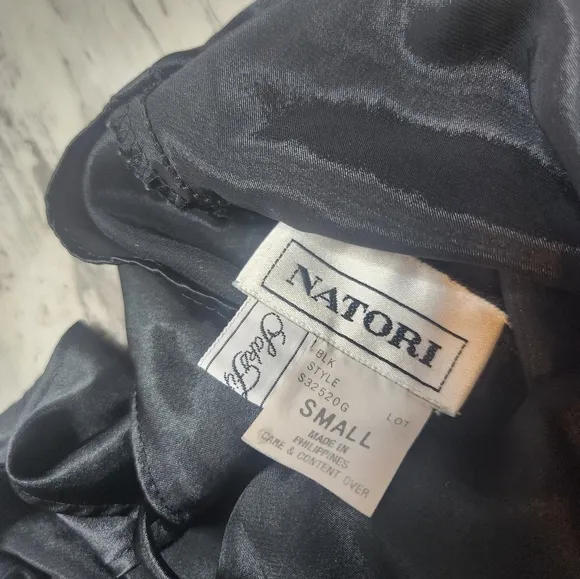 NATORI
BLK
STYLE
S32520G
LOT
SMALL
MADE IN
PHILIPPINES
CARE & CONTENT OVER